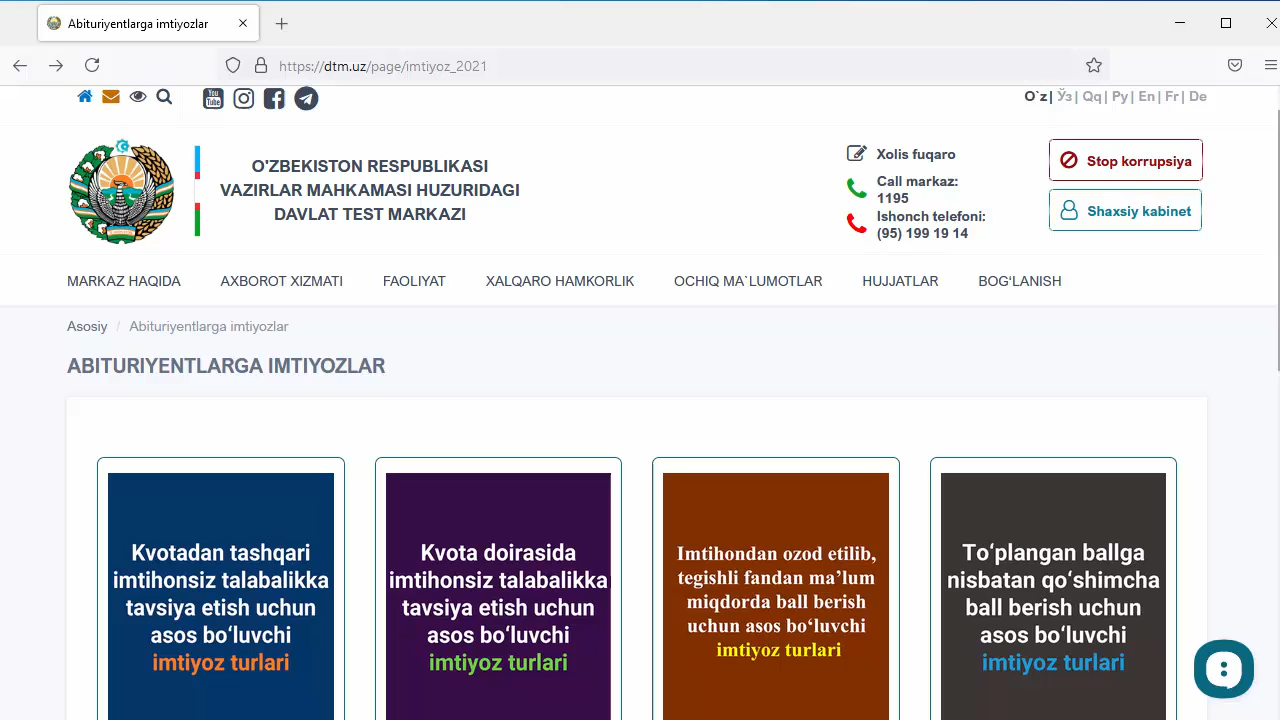 Abituriyentlarga imtiyozlar
https://dtm.uz/page/imtiyoz_2021
You Tube
O`z| Ўз| Qq| Ру| En| Fr| De
O'ZBEKISTON RESPUBLIKASI
VAZIRLAR MAHKAMASI HUZURIDAGI
DAVLAT TEST MARKAZI
Xolis fuqaro
Call markaz:
1195
Ishonch telefoni:
(95) 199 19 14
Stop korrupsiya
Shaxsiy kabinet
MARKAZ HAQIDA AXBOROT XIZMATI FAOLIYAT XALQARO HAMKORLIK OCHIQ MA`LUMOTLAR HUJJATLAR BOG‘LANISH
Asosiy / Abituriyentlarga imtiyozlar
ABITURIYENTLARGA IMTIYOZLAR
Kvotadan tashqari
imtihonsiz talabalikka
tavsiya etish uchun
asos bo‘luvchi
imtiyoz turlari
Kvota doirasida
imtihonsiz talabalikka
tavsiya etish uchun
asos bo‘luvchi
imtiyoz turlari
Imtihondan ozod etilib,
tegishli fandan ma’lum
miqdorda ball berish
uchun asos bo‘luvchi
imtiyoz turlari
To‘plangan ballga
nisbatan qo‘shimcha
ball berish uchun
asos bo‘luvchi
imtiyoz turlari